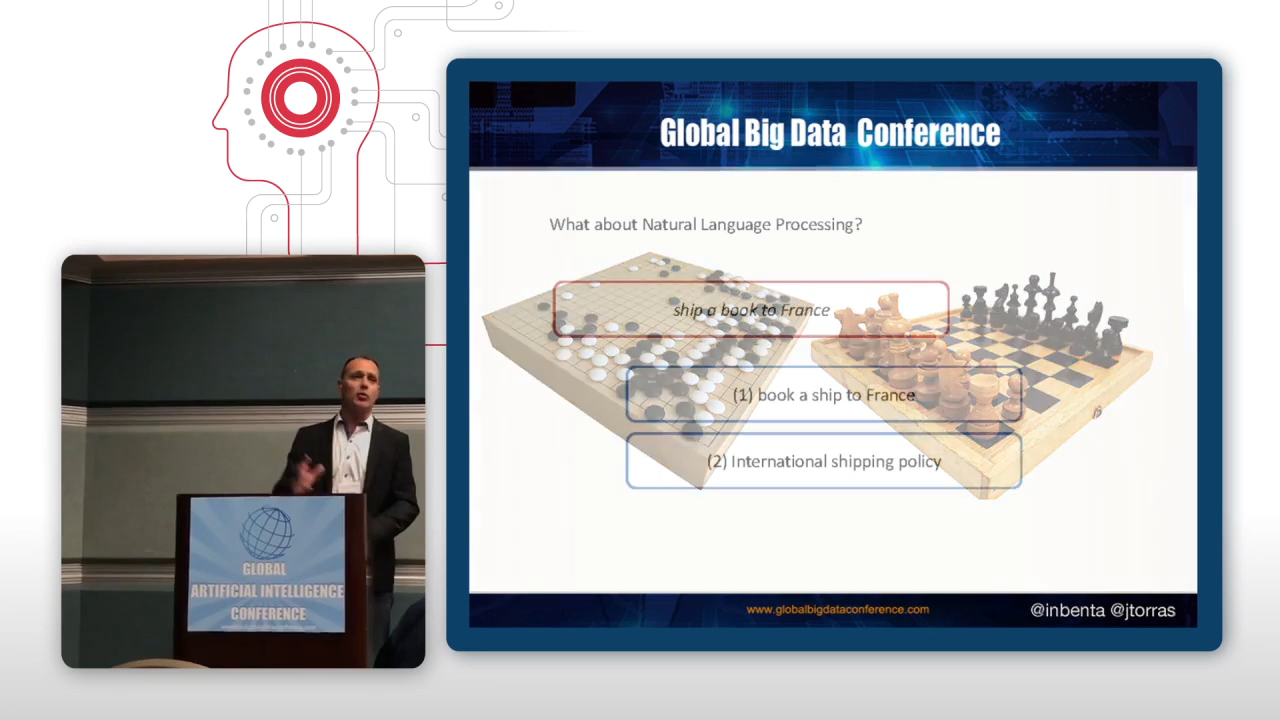 Global Big Data Conference
What about Natural Language Processing?
ship a book to France
(1) book a ship to France
(2) International shipping policy
www.globalbigdataconference.com
@inbenta @jtorras
GLOBAL
ARTIFICIAL INTELLIGENCE
CONFERENCE